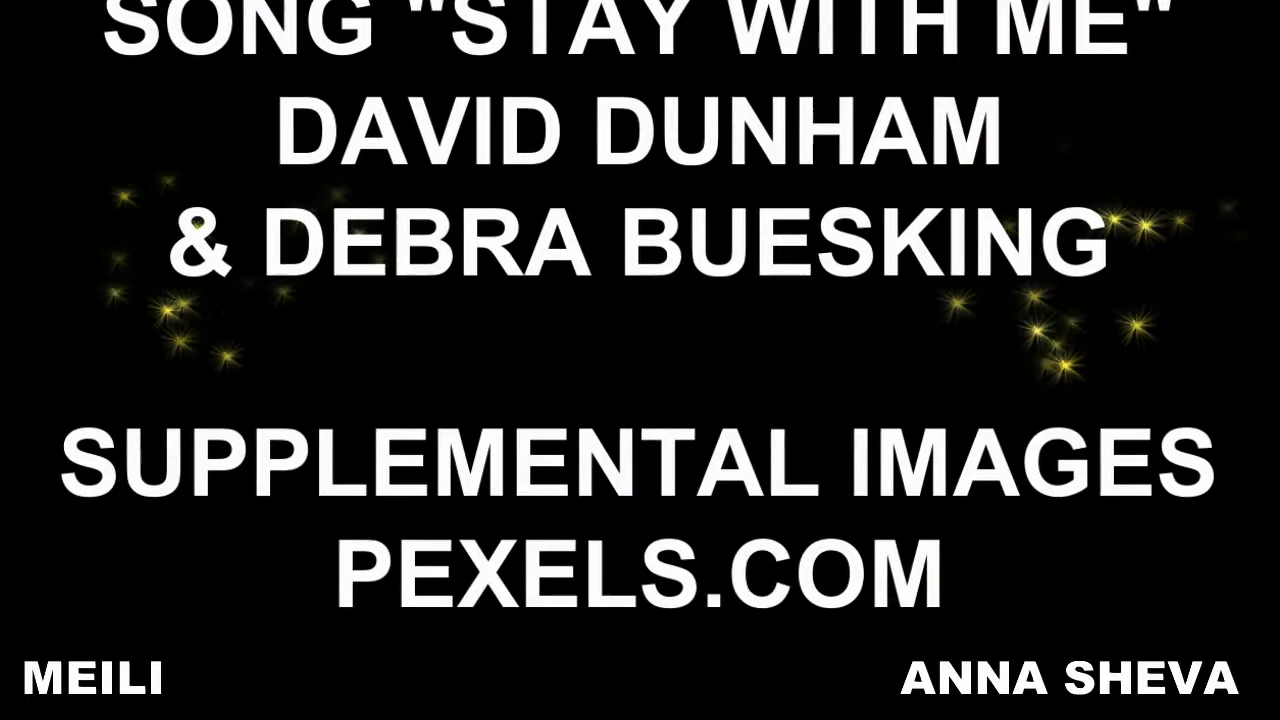 SONG "STAY WITH ME"
DAVID DUNHAM
& DEBRA BUESKING
SUPPLEMENTAL IMAGES
PEXELS.COM
MEILI
ANNA SHEVA